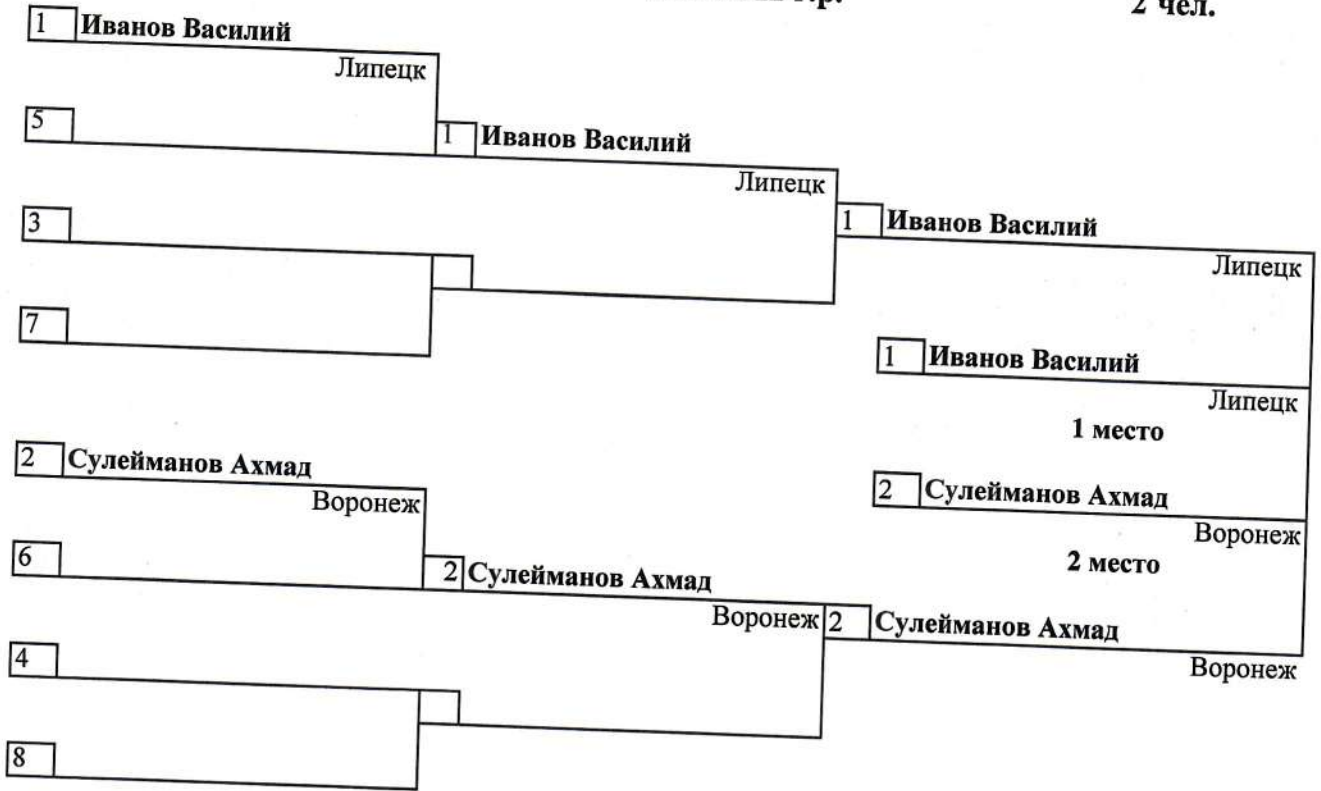 2 чел.
1 Иванов Василий
Липецк
5
1 Иванов Василий
Липецк
3
1 Иванов Василий
Липецк
7
1 Иванов Василий
Липецк
1 место
2 Сулейманов Ахмад
Воронеж
2 Сулейманов Ахмад
Воронеж
2 место
6
2 Сулейманов Ахмад
Воронеж
2 Сулейманов Ахмад
Воронеж
4
8